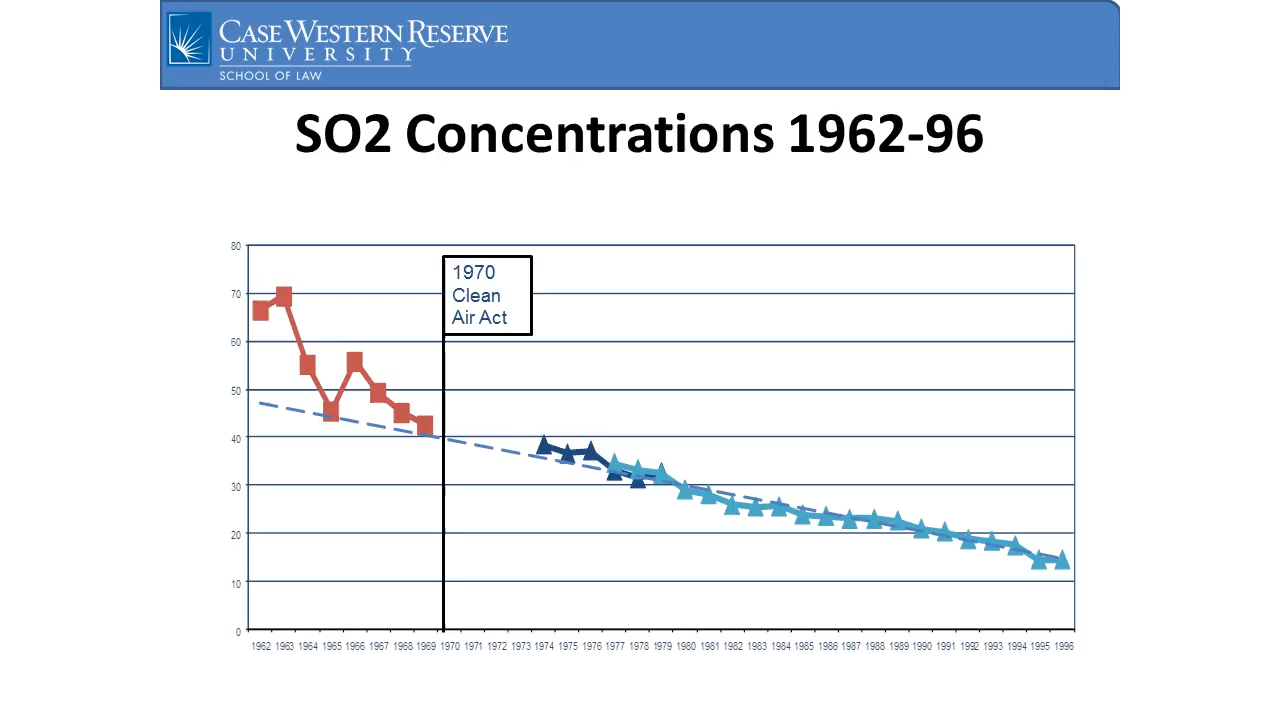 CASE WESTERN RESERVE
UNIVERSITY
SCHOOL OF LAW
SO2 Concentrations 1962-96
80
70
60
50
40
30
20
10
0
1970
Clean
Air Act
1962 1963 1964 1965 1966 1967 1968 1969 1970 1971 1972 1973 1974 1975 1976 1977 1978 1979 1980 1981 1982 1983 1984 1985 1986 1987 1988 1989 1990 1991 1992 1993 1994 1995 1996